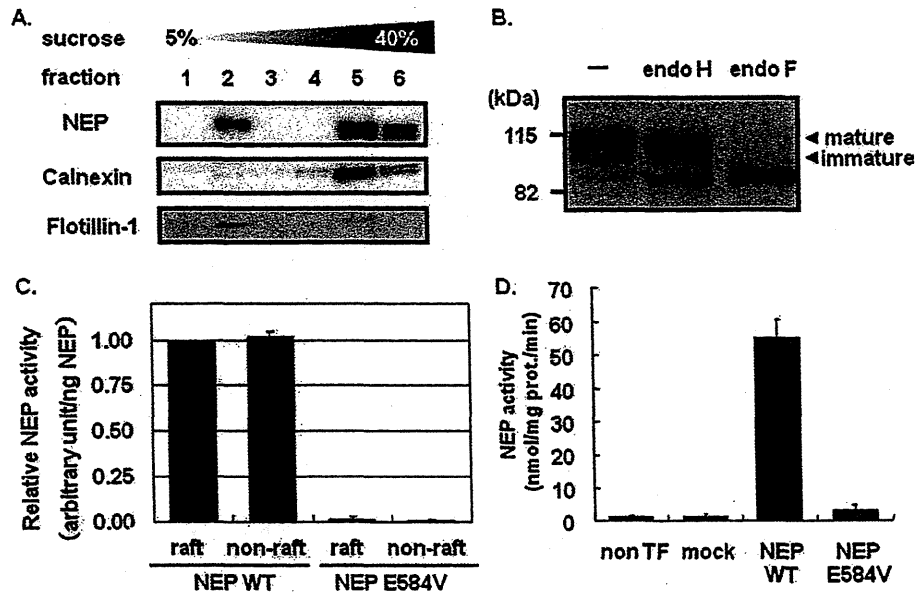 A.
sucrose 5% 40%
fraction 1 2 3 4 5 6
NEP
Calnexin
Flotillin-1
B.
– endo H endo F
(kDa)
115
82
mature
immature
C.
Relative NEP activity
(arbitrary unit/ng NEP)
1.00
0.75
0.50
0.25
0.00
raft non-raft raft non-raft
NEP WT NEP E584V
D.
NEP activity
(nmol/mg prot./min)
70
60
50
40
30
20
10
0
non TF mock NEP NEP
WT E584V